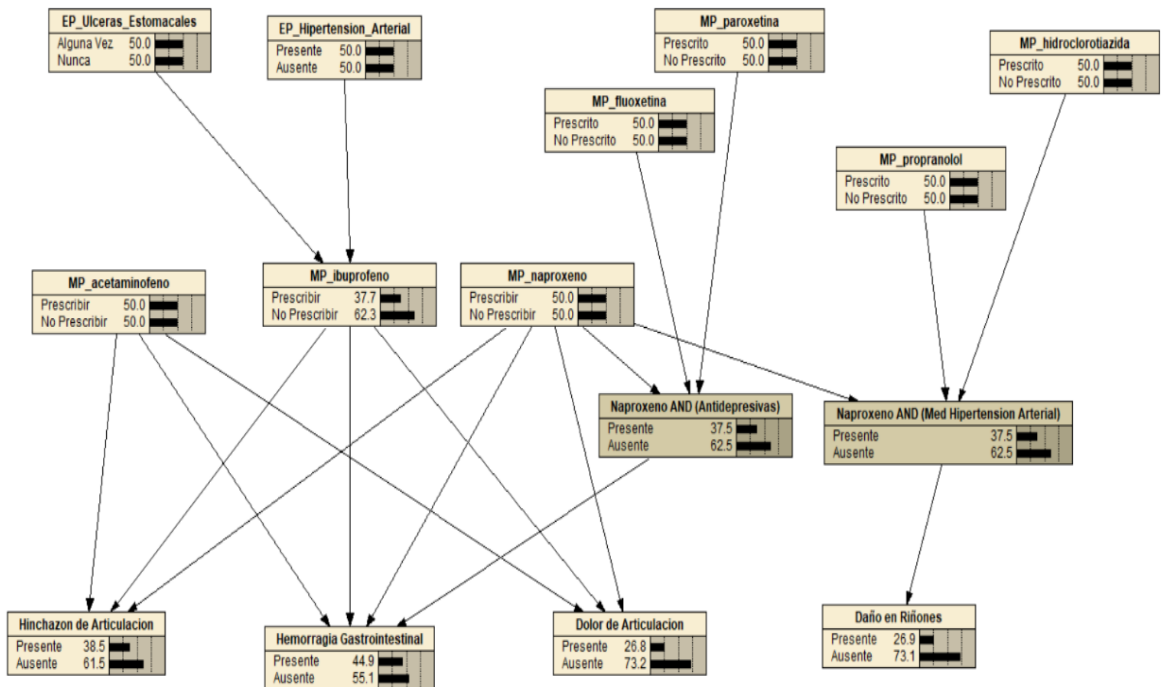 EP_Ulceras_Estomacales
Alguna Vez 50.0
Nunca 50.0
EP_Hipertension_Arterial
Presente 50.0
Ausente 50.0
MP_paroxetina
Prescrito 50.0
No Prescrito 50.0
MP_hidroclorotiazida
Prescrito 50.0
No Prescrito 50.0
MP_fluoxetina
Prescrito 50.0
No Prescrito 50.0
MP_propranolol
Prescrito 50.0
No Prescrito 50.0
MP_acetaminofeno
Prescribir 50.0
No Prescribir 50.0
MP_ibuprofeno
Prescribir 37.7
No Prescribir 62.3
MP_naproxeno
Prescribir 50.0
No Prescribir 50.0
Naproxeno AND (Antidepresivas)
Presente 37.5
Ausente 62.5
Naproxeno AND (Med Hipertension Arterial)
Presente 37.5
Ausente 62.5
Hinchazon de Articulacion
Presente 38.5
Ausente 61.5
Hemorragia Gastrointestinal
Presente 44.9
Ausente 55.1
Dolor de Articulacion
Presente 26.8
Ausente 73.2
Daño en Riñones
Presente 26.9
Ausente 73.1